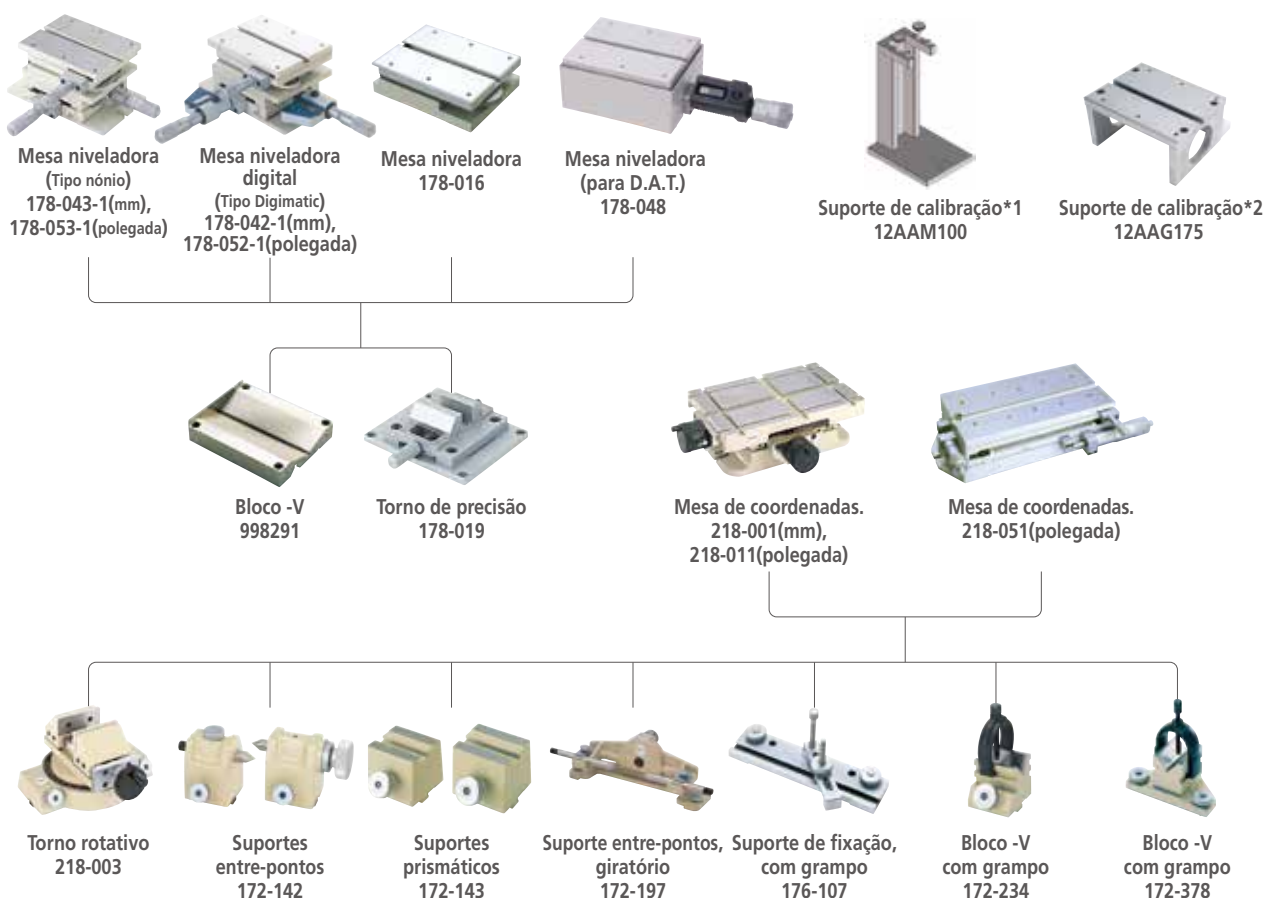 Mesa niveladora
(Tipo nónio)
178-043-1(mm),
178-053-1(polegada)
Mesa niveladora
digital
(Tipo Digimatic)
178-042-1(mm),
178-052-1(polegada)
Mesa niveladora
178-016
Mesa niveladora
(para D.A.T.)
178-048
Suporte de calibração*1
12AAM100
Suporte de calibração*2
12AAG175
Bloco -V
998291
Torno de precisão
178-019
Mesa de coordenadas.
218-001(mm),
218-011(polegada)
Mesa de coordenadas.
218-051(polegada)
Torno rotativo
218-003
Suportes
entre-pontos
172-142
Suportes
prismáticos
172-143
Suporte entre-pontos,
giratório
172-197
Suporte de fixação,
com grampo
176-107
Bloco -V
com grampo
172-234
Bloco -V
com grampo
172-378